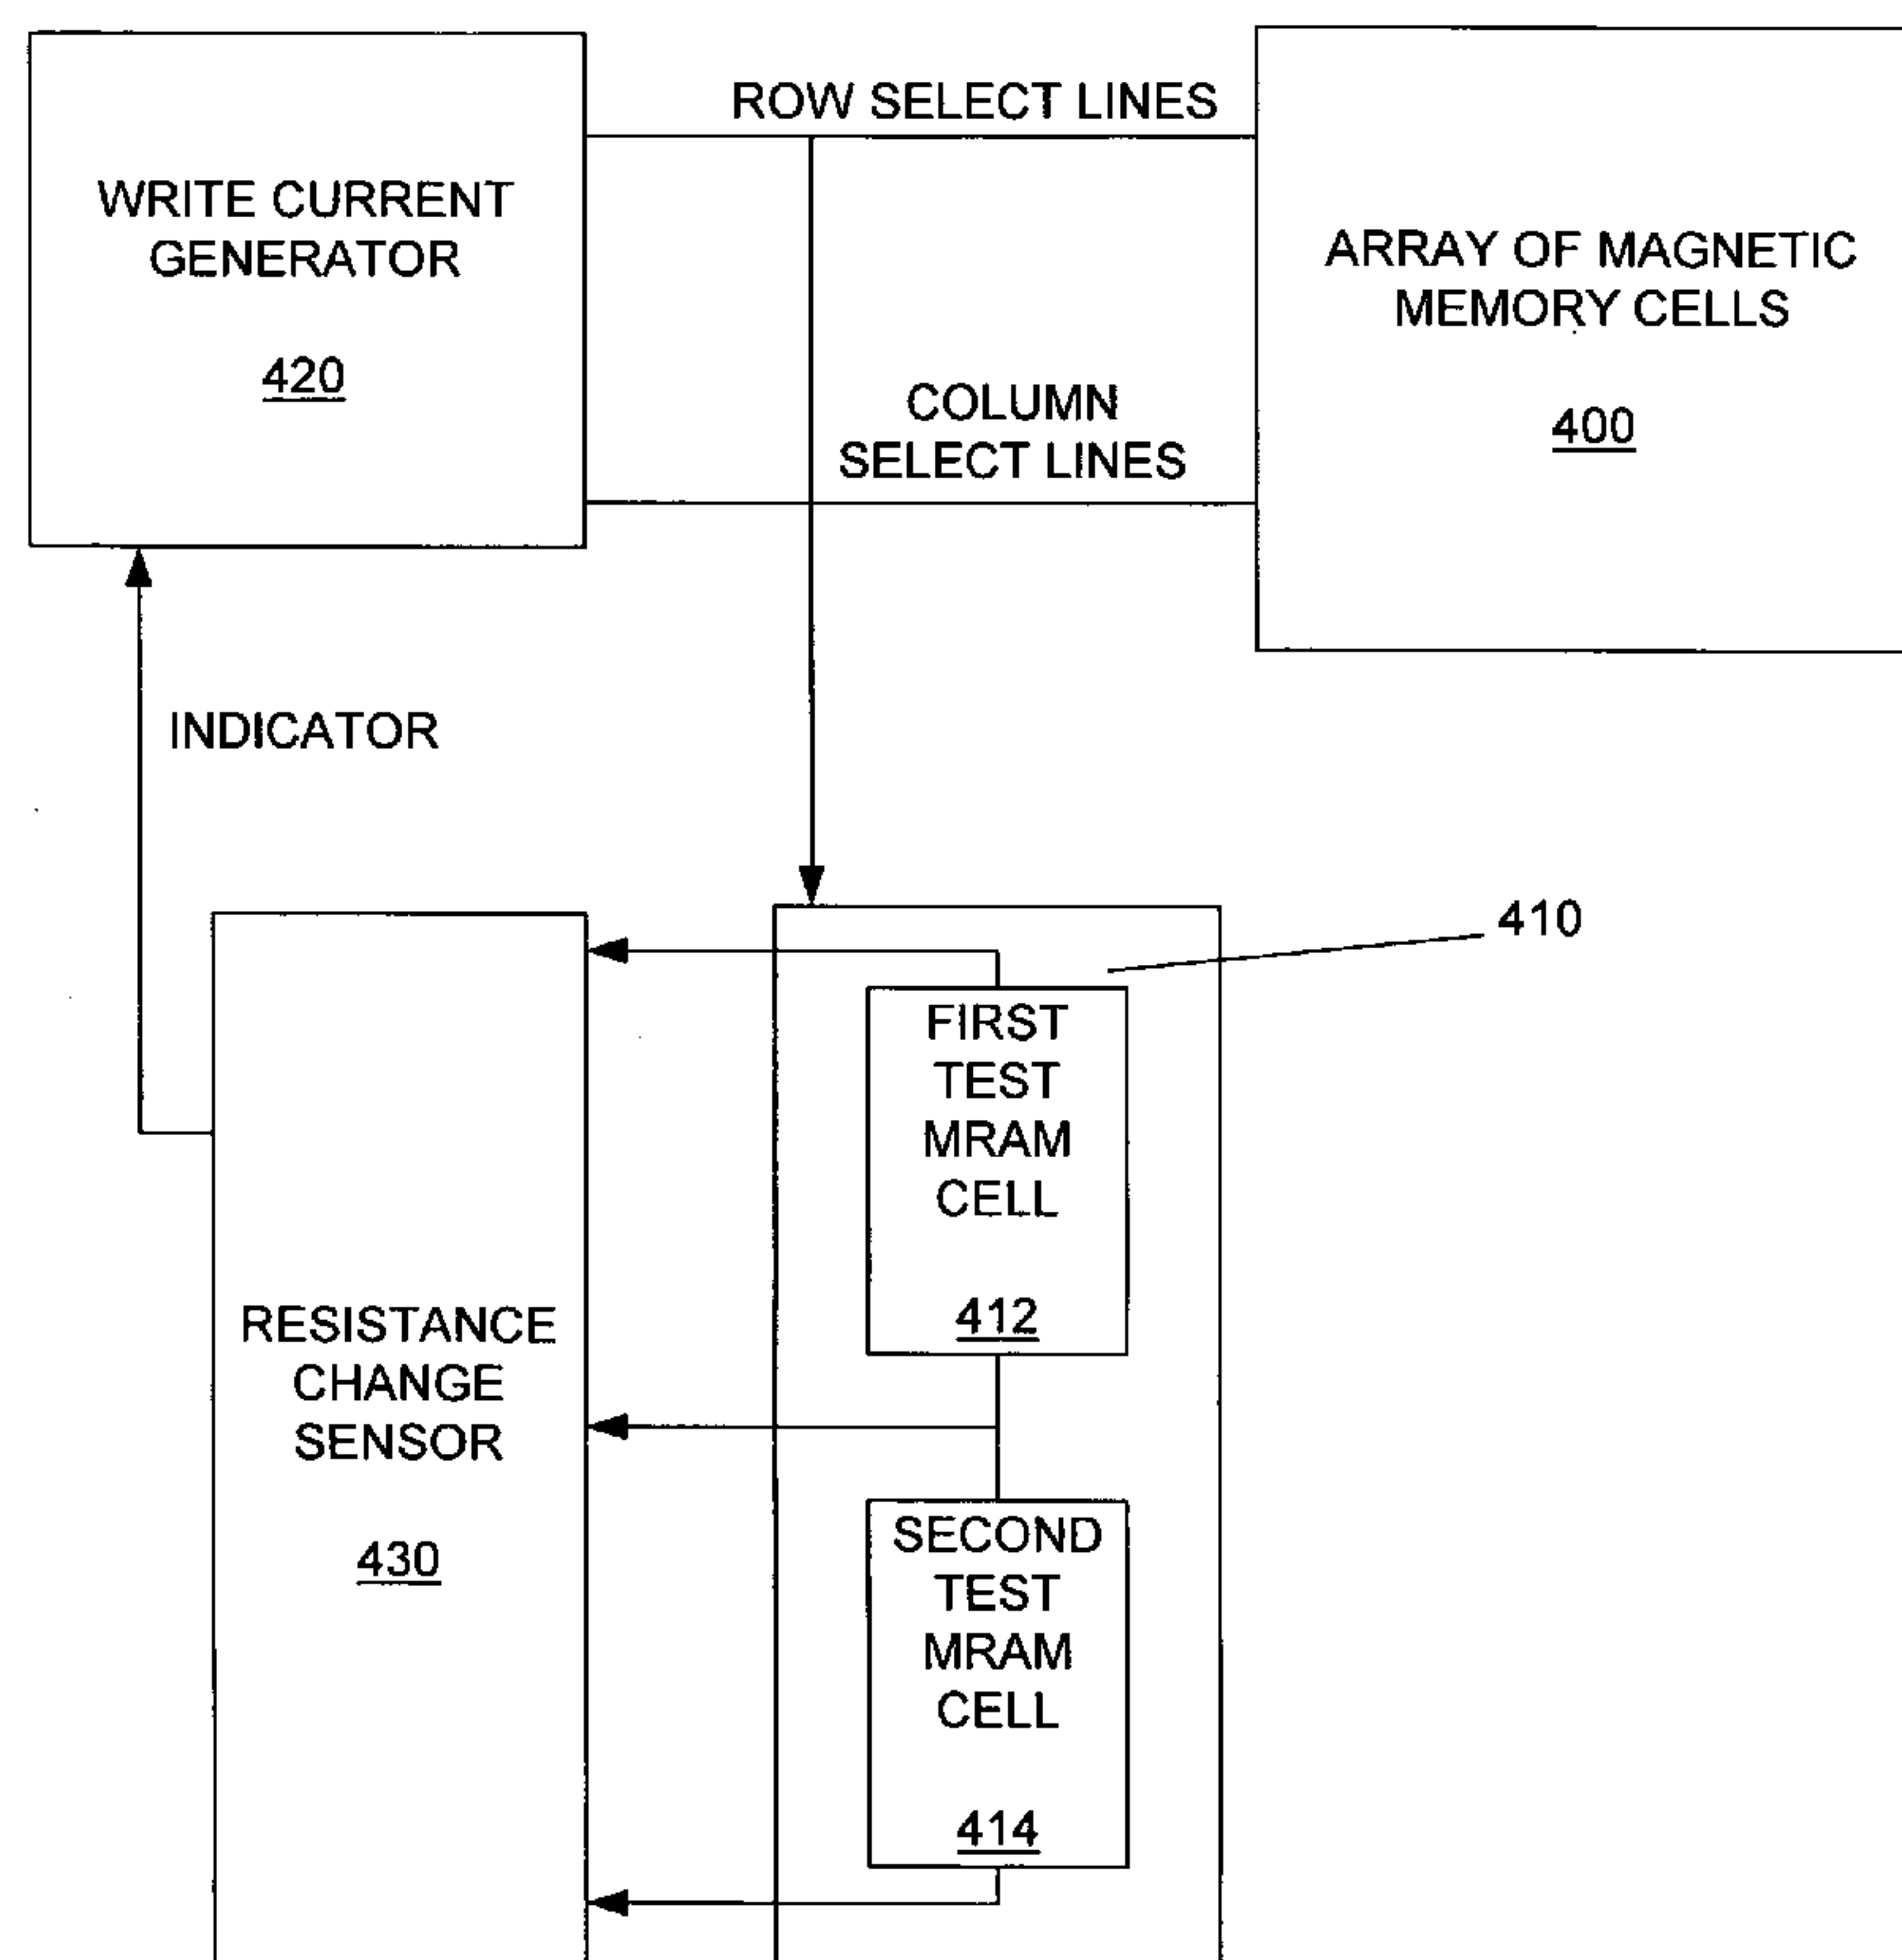 ROW SELECT LINES
WRITE CURRENT
GENERATOR
420
ARRAY OF MAGNETIC
MEMORY CELLS
400
COLUMN
SELECT LINES
INDICATOR
410
FIRST
TEST
MRAM
CELL
412
RESISTANCE
CHANGE
SENSOR
430
SECOND
TEST
MRAM
CELL
414